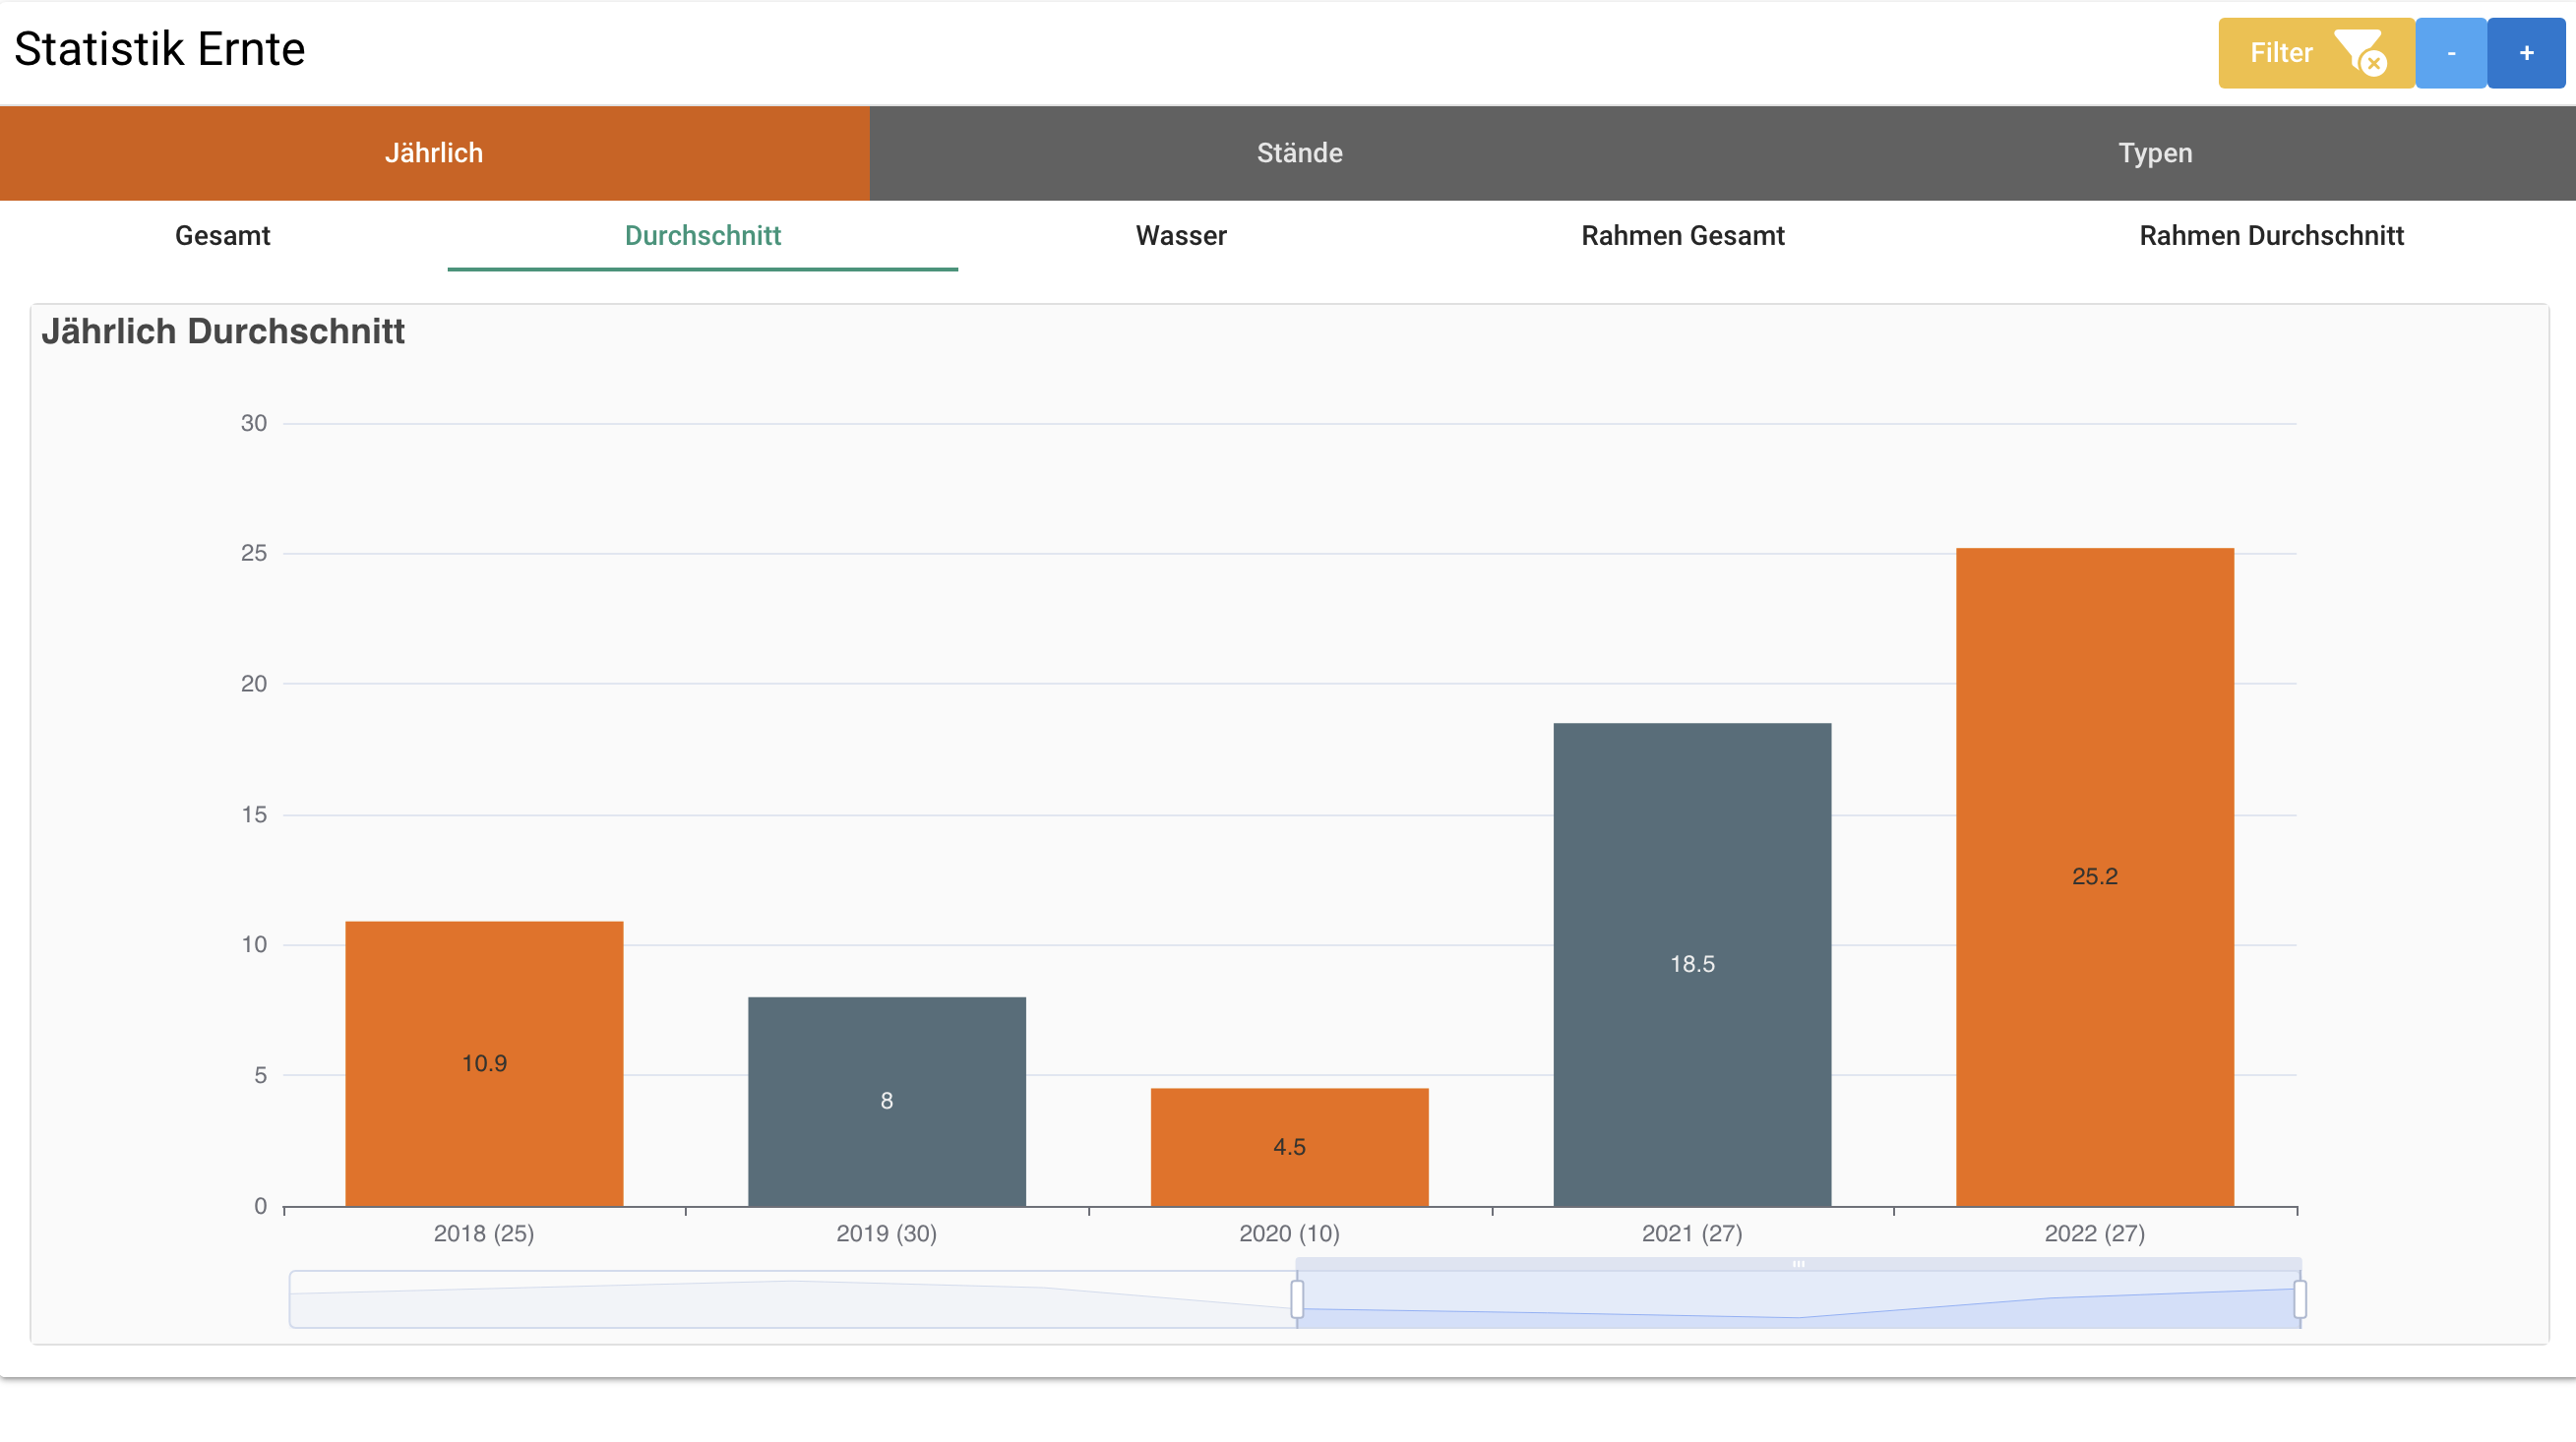 Statistik Ernte
Filter
-
+
Jährlich
Stände
Typen
Gesamt
Durchschnitt
Wasser
Rahmen Gesamt
Rahmen Durchschnitt
Jährlich Durchschnitt
30
25
20
15
10
5
0
10.9
8
4.5
18.5
25.2
2018 (25)
2019 (30)
2020 (10)
2021 (27)
2022 (27)